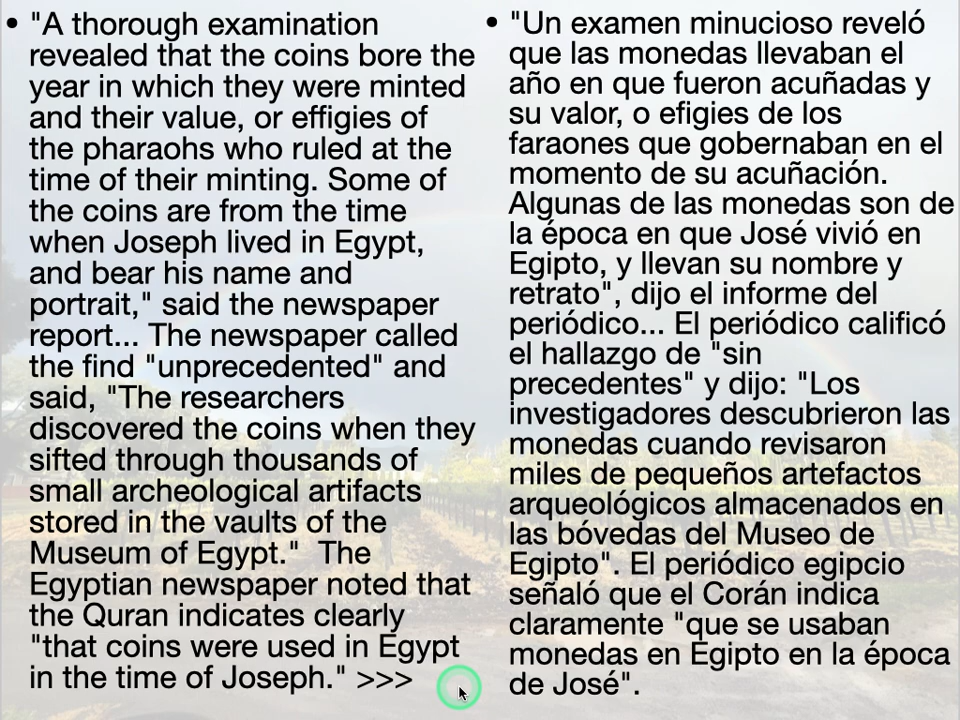 • "A thorough examination
revealed that the coins bore the
year in which they were minted
and their value, or effigies of
the pharaohs who ruled at the
time of their minting. Some of
the coins are from the time
when Joseph lived in Egypt,
and bear his name and
portrait," said the newspaper
report... The newspaper called
the find "unprecedented" and
said, "The researchers
discovered the coins when they
sifted through thousands of
small archeological artifacts
stored in the vaults of the
Museum of Egypt."  The
Egyptian newspaper noted that
the Quran indicates clearly
"that coins were used in Egypt
in the time of Joseph." >>>
• "Un examen minucioso reveló
que las monedas llevaban el
año en que fueron acuñadas y
su valor, o efigies de los
faraones que gobernaban en el
momento de su acuñación.
Algunas de las monedas son de
la época en que José vivió en
Egipto, y llevan su nombre y
retrato", dijo el informe del
periódico... El periódico calificó
el hallazgo de "sin
precedentes" y dijo: "Los
investigadores descubrieron las
monedas cuando revisaron
miles de pequeños artefactos
arqueológicos almacenados en
las bóvedas del Museo de
Egipto". El periódico egipcio
señaló que el Corán indica
claramente "que se usaban
monedas en Egipto en la época
de José".